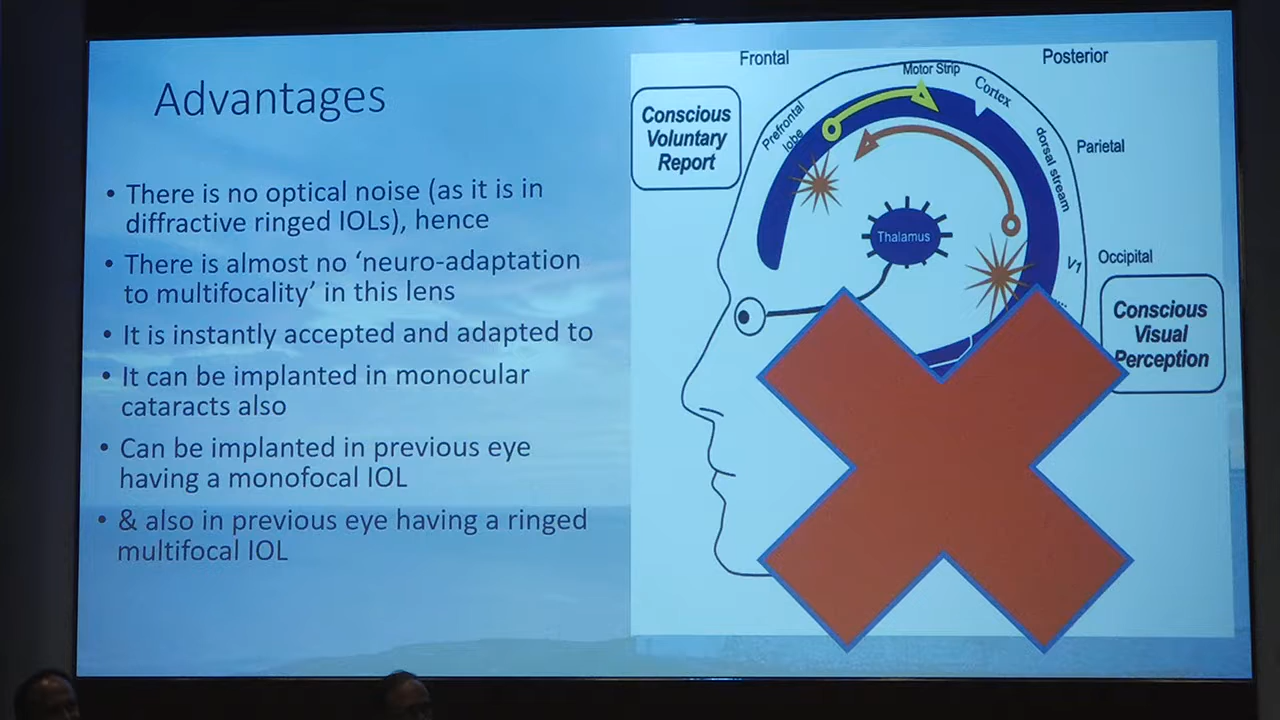 Advantages
• There is no optical noise (as it is in
diffractive ringed IOLs), hence
• There is almost no ‘neuro-adaptation
to multifocality’ in this lens
• It is instantly accepted and adapted to
• It can be implanted in monocular
cataracts also
• Can be implanted in previous eye
having a monofocal IOL
• & also in previous eye having a ringed
multifocal IOL
Frontal
Posterior
Conscious
Voluntary
Report
Prefrontal
lobe
Motor Strip
Cortex
dorsal stream
Parietal
Thalamus
V1
Occipital
Conscious
Visual
Perception